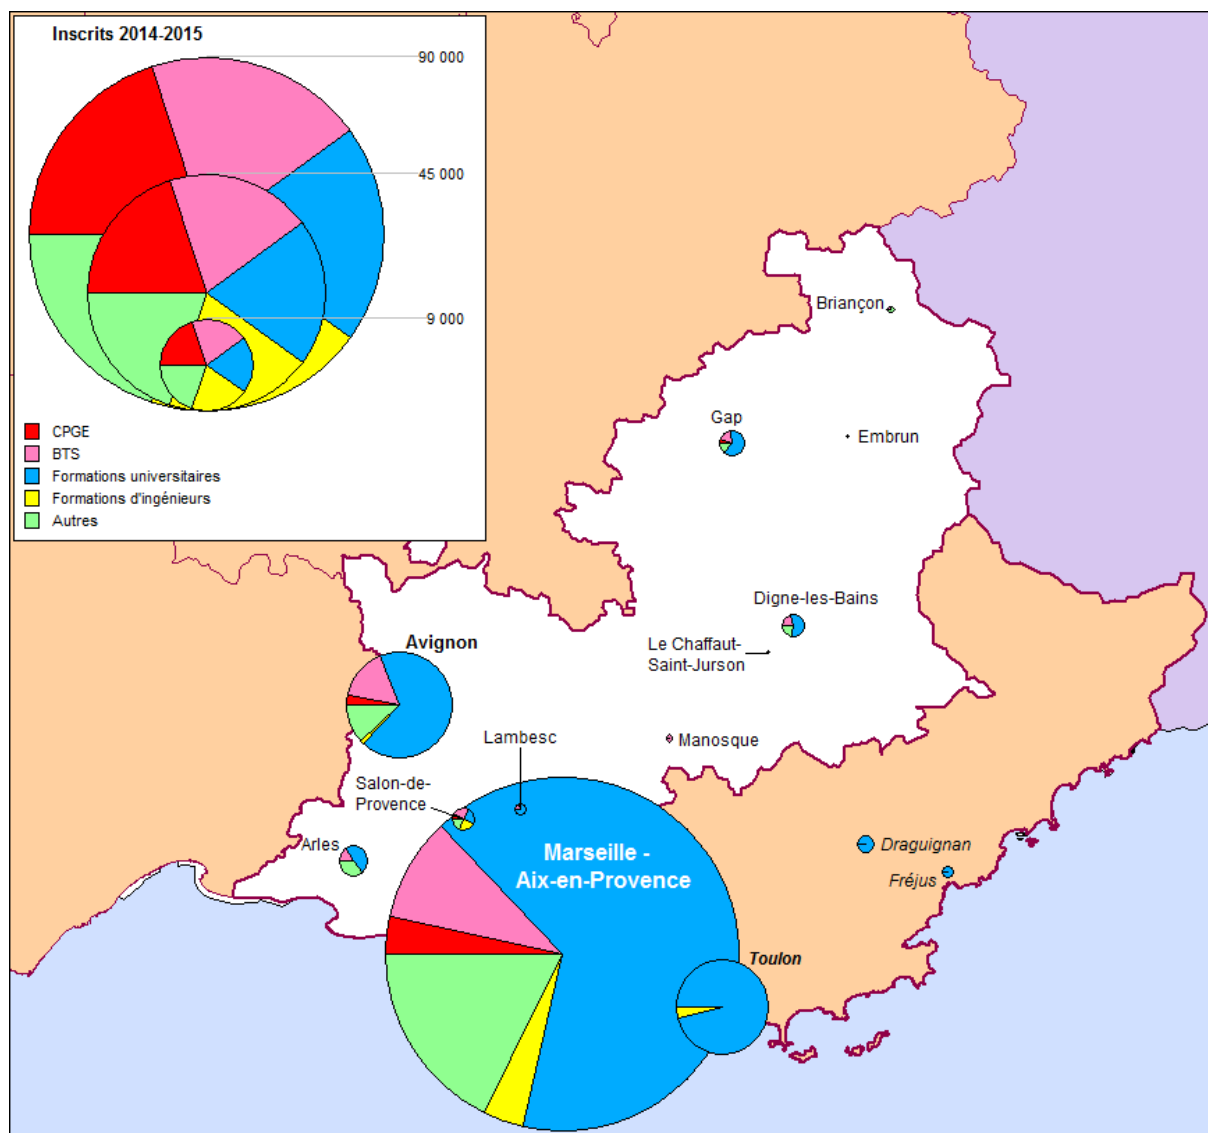 Inscrits 2014-2015
90 000
45 000
9 000
CPGE
BTS
Formations universitaires
Formations d'ingénieurs
Autres
Briançon
Gap
Embrun
Digne-les-Bains
Le Chaffaut-
Saint-Jurson
Avignon
Manosque
Lambesc
Salon-de-
Provence
Arles
Marseille -
Aix-en-Provence
Draguignan
Fréjus
Toulon